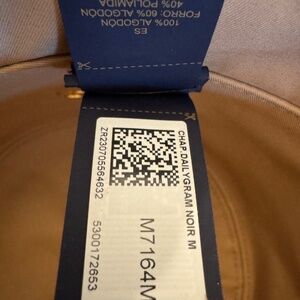 ES
100% ALGODÓN
FORRO: 60% ALGODÓN
40% POLIAMIDA
CHAP DAILYGRAM NOIR M
M7164M
5300172653
ZR230705564632